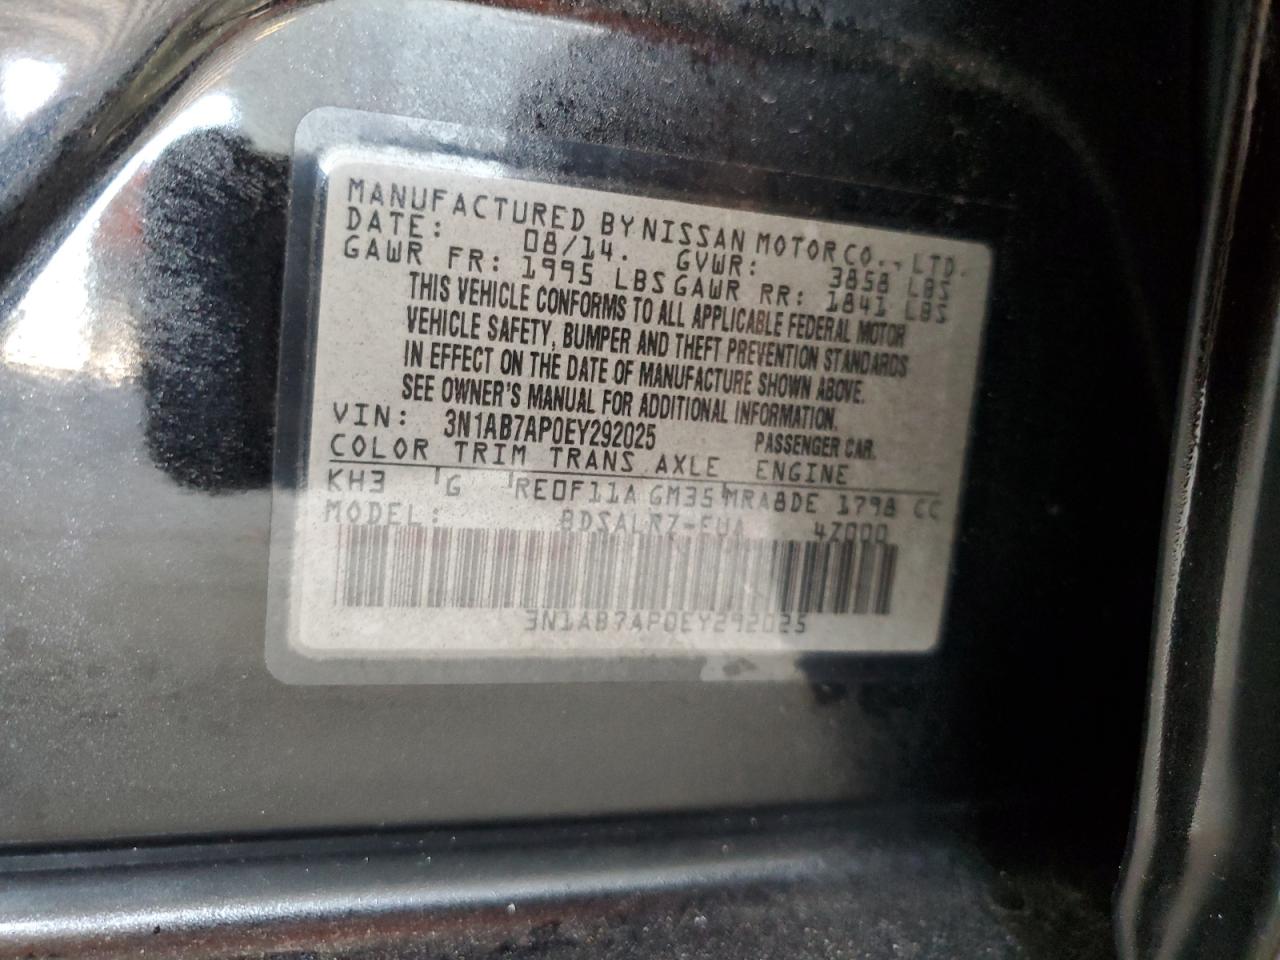 MANUFACTURED BY NISSAN MOTOR CO., LTD.
DATE: 08/14. GVWR: 3858 LBS
GAWR FR: 1995 LBS GAWR RR: 1841 LBS
THIS VEHICLE CONFORMS TO ALL APPLICABLE FEDERAL MOTOR
VEHICLE SAFETY, BUMPER AND THEFT PREVENTION STANDARDS
IN EFFECT ON THE DATE OF MANUFACTURE SHOWN ABOVE.
SEE OWNER'S MANUAL FOR ADDITIONAL INFORMATION.
VIN: 3N1AB7AP0EY292025 PASSENGER CAR.
COLOR TRIM TRANS AXLE ENGINE
KH3 G RE0F11A GM35 MRA8DE 1798 CC
MODEL: BDSALRZ-EUA 4Z000
3N1AB7AP0EY292025